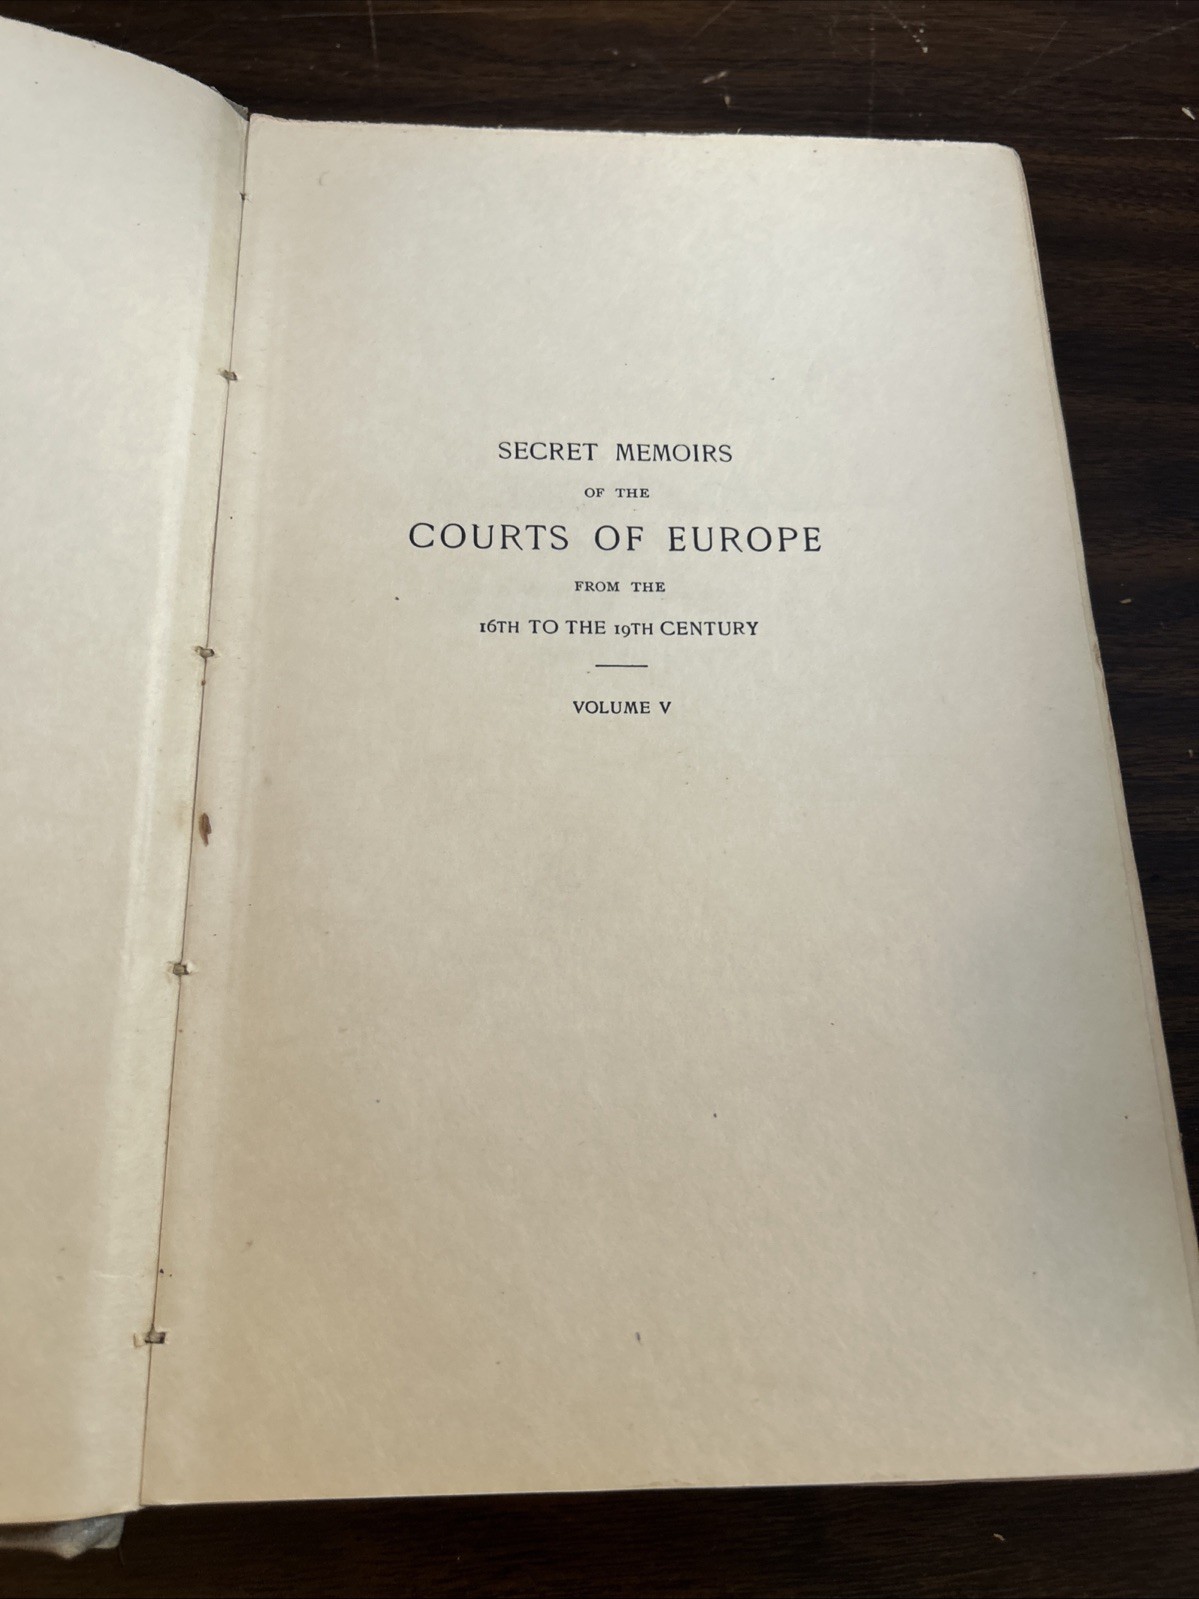 SECRET MEMOIRS
OF THE
COURTS OF EUROPE
FROM THE
16TH TO THE 19TH CENTURY
VOLUME V